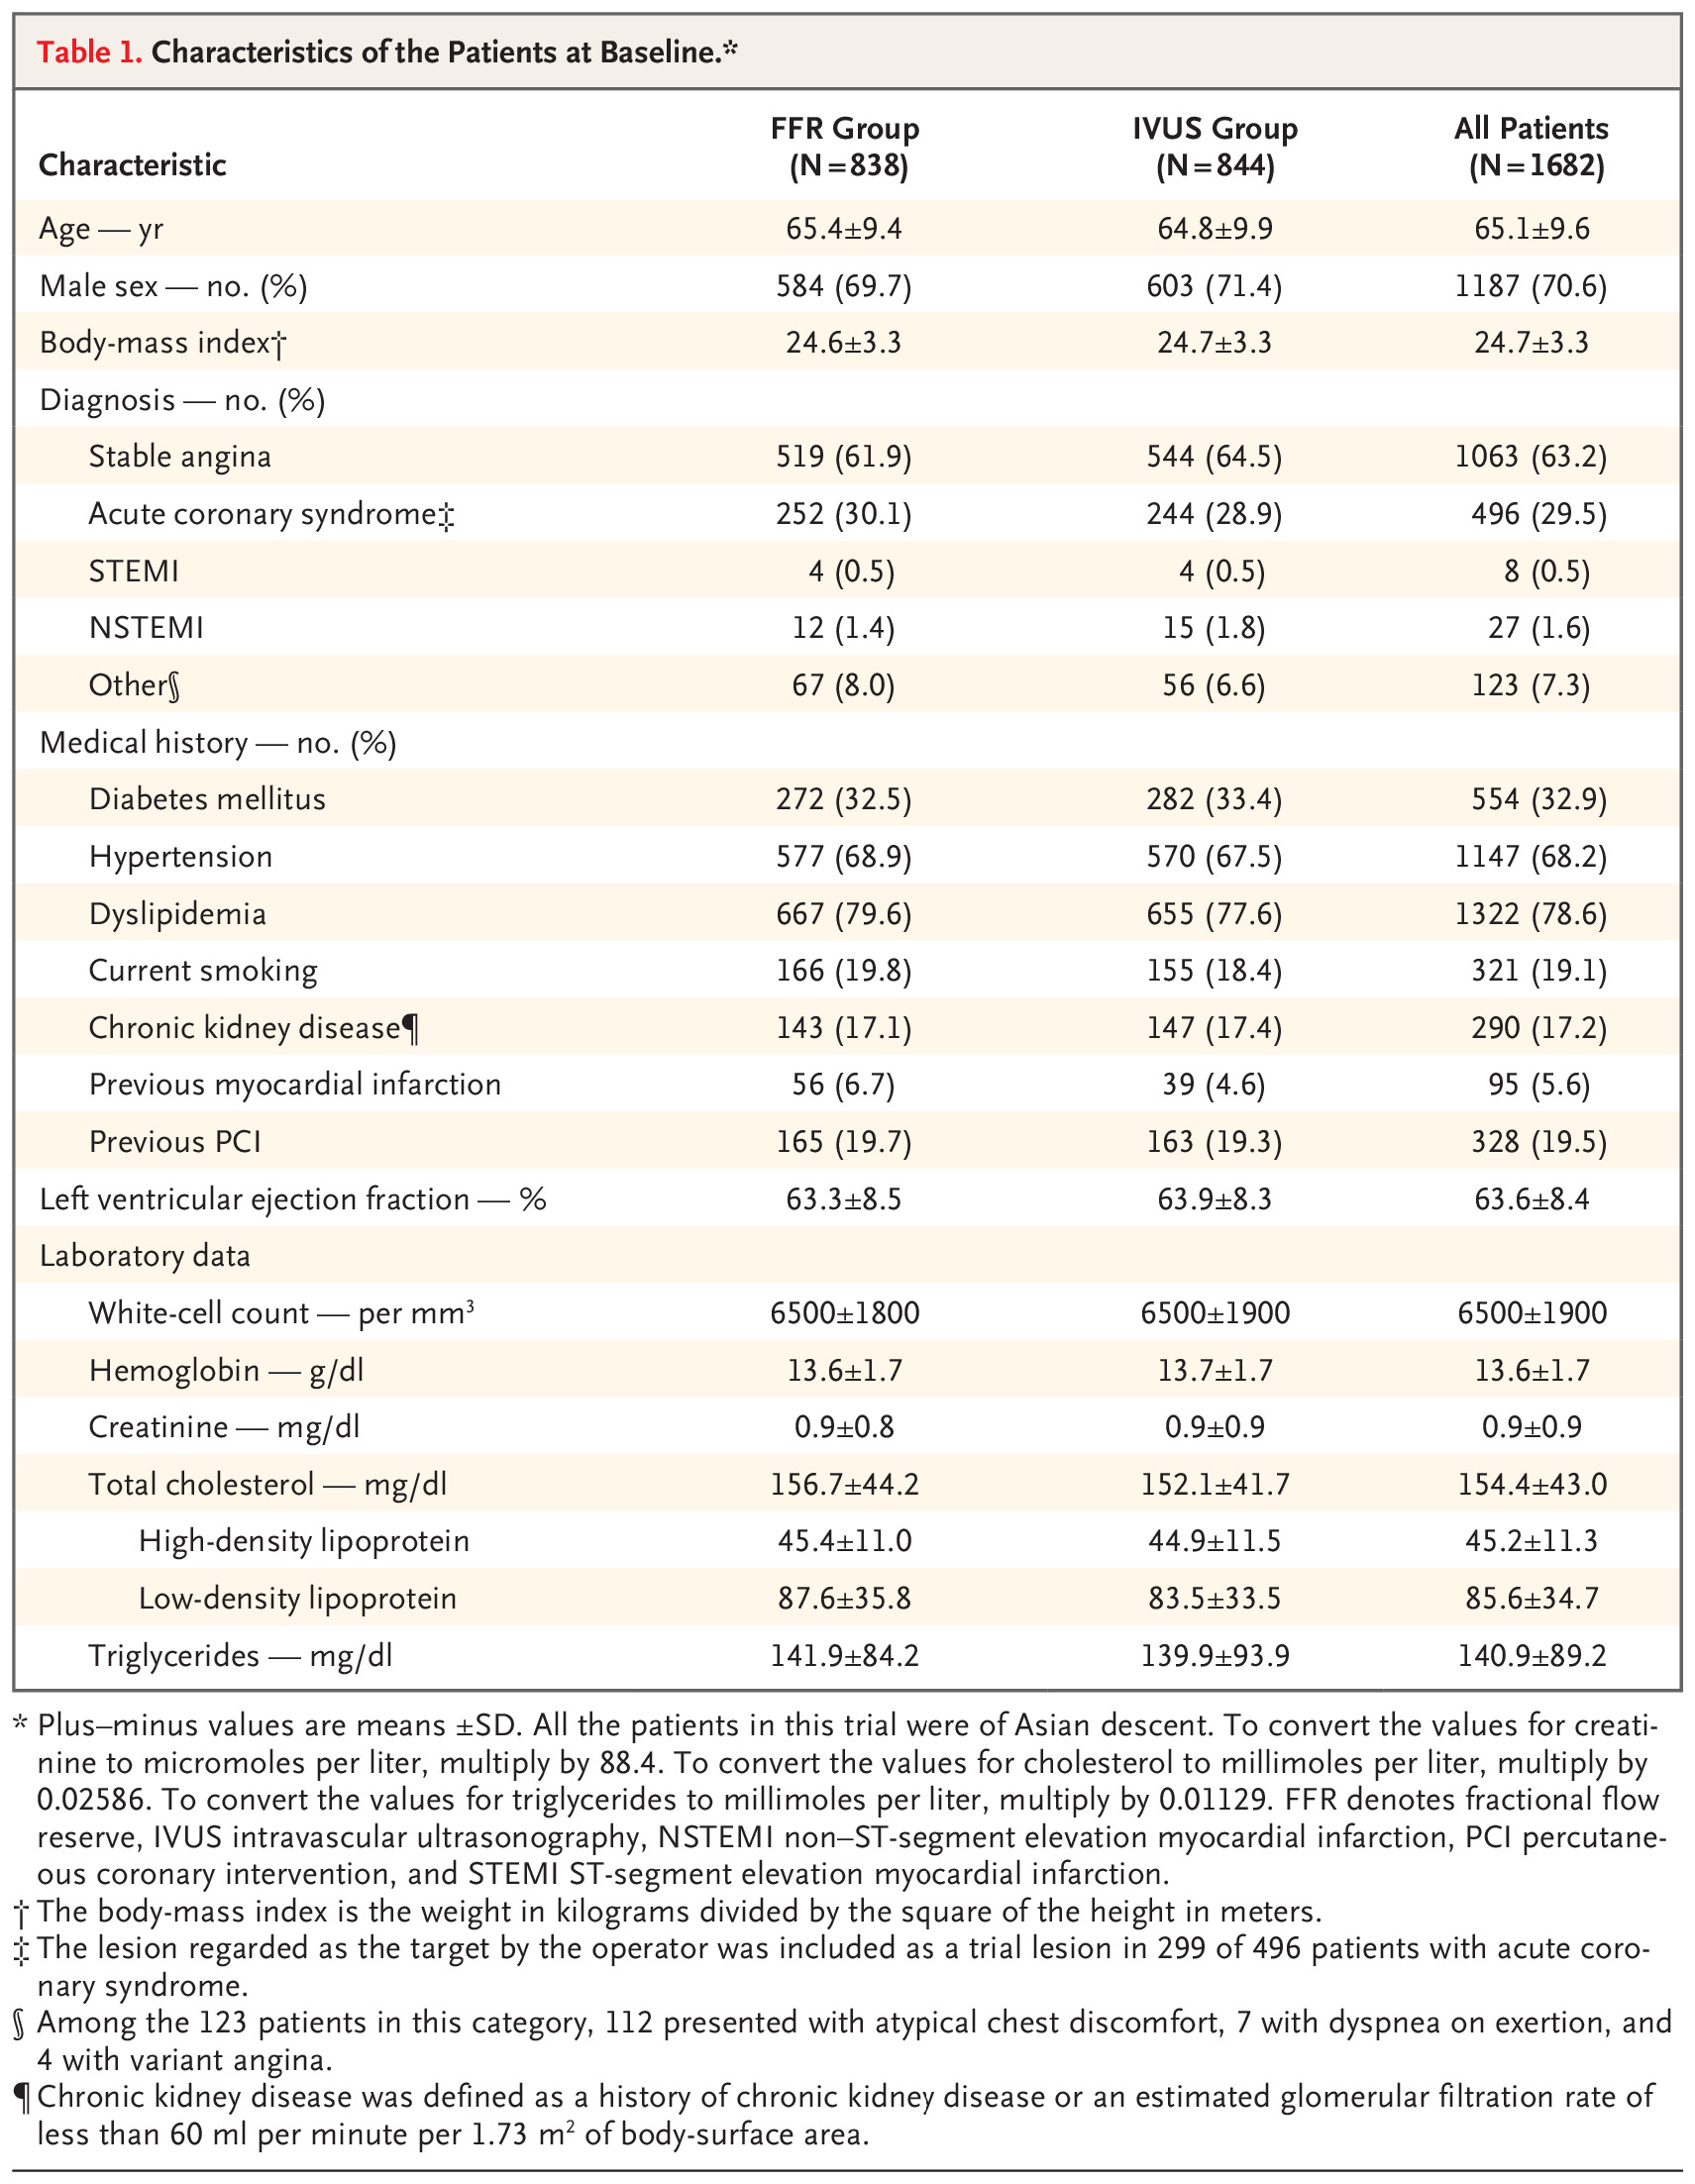 Table 1. Characteristics of the Patients at Baseline.*
Characteristic FFR Group (N=838) IVUS Group (N=844) All Patients (N=1682)
Age — yr 65.4±9.4 64.8±9.9 65.1±9.6
Male sex — no. (%) 584 (69.7) 603 (71.4) 1187 (70.6)
Body-mass index† 24.6±3.3 24.7±3.3 24.7±3.3
Diagnosis — no. (%)
Stable angina 519 (61.9) 544 (64.5) 1063 (63.2)
Acute coronary syndrome‡ 252 (30.1) 244 (28.9) 496 (29.5)
STEMI 4 (0.5) 4 (0.5) 8 (0.5)
NSTEMI 12 (1.4) 15 (1.8) 27 (1.6)
Other§ 67 (8.0) 56 (6.6) 123 (7.3)
Medical history — no. (%)
Diabetes mellitus 272 (32.5) 282 (33.4) 554 (32.9)
Hypertension 577 (68.9) 570 (67.5) 1147 (68.2)
Dyslipidemia 667 (79.6) 655 (77.6) 1322 (78.6)
Current smoking 166 (19.8) 155 (18.4) 321 (19.1)
Chronic kidney disease¶ 143 (17.1) 147 (17.4) 290 (17.2)
Previous myocardial infarction 56 (6.7) 39 (4.6) 95 (5.6)
Previous PCI 165 (19.7) 163 (19.3) 328 (19.5)
Left ventricular ejection fraction — % 63.3±8.5 63.9±8.3 63.6±8.4
Laboratory data
White-cell count — per mm³ 6500±1800 6500±1900 6500±1900
Hemoglobin — g/dl 13.6±1.7 13.7±1.7 13.6±1.7
Creatinine — mg/dl 0.9±0.8 0.9±0.9 0.9±0.9
Total cholesterol — mg/dl 156.7±44.2 152.1±41.7 154.4±43.0
High-density lipoprotein 45.4±11.0 44.9±11.5 45.2±11.3
Low-density lipoprotein 87.6±35.8 83.5±33.5 85.6±34.7
Triglycerides — mg/dl 141.9±84.2 139.9±93.9 140.9±89.2
* Plus–minus values are means ±SD. All the patients in this trial were of Asian descent. To convert the values for creati-
nine to micromoles per liter, multiply by 88.4. To convert the values for cholesterol to millimoles per liter, multiply by
0.02586. To convert the values for triglycerides to millimoles per liter, multiply by 0.01129. FFR denotes fractional flow
reserve, IVUS intravascular ultrasonography, NSTEMI non–ST-segment elevation myocardial infarction, PCI percutane-
ous coronary intervention, and STEMI ST-segment elevation myocardial infarction.
† The body-mass index is the weight in kilograms divided by the square of the height in meters.
‡ The lesion regarded as the target by the operator was included as a trial lesion in 299 of 496 patients with acute coro-
nary syndrome.
§ Among the 123 patients in this category, 112 presented with atypical chest discomfort, 7 with dyspnea on exertion, and
4 with variant angina.
¶ Chronic kidney disease was defined as a history of chronic kidney disease or an estimated glomerular filtration rate of
less than 60 ml per minute per 1.73 m² of body-surface area.